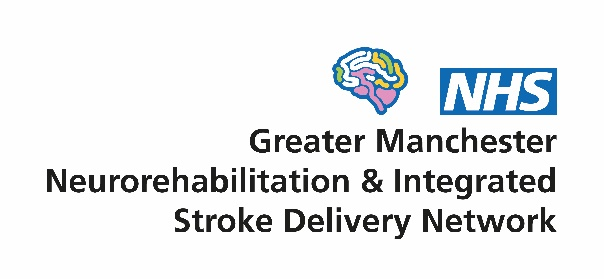 NHS
Greater Manchester
Neurorehabilitation & Integrated
Stroke Delivery Network